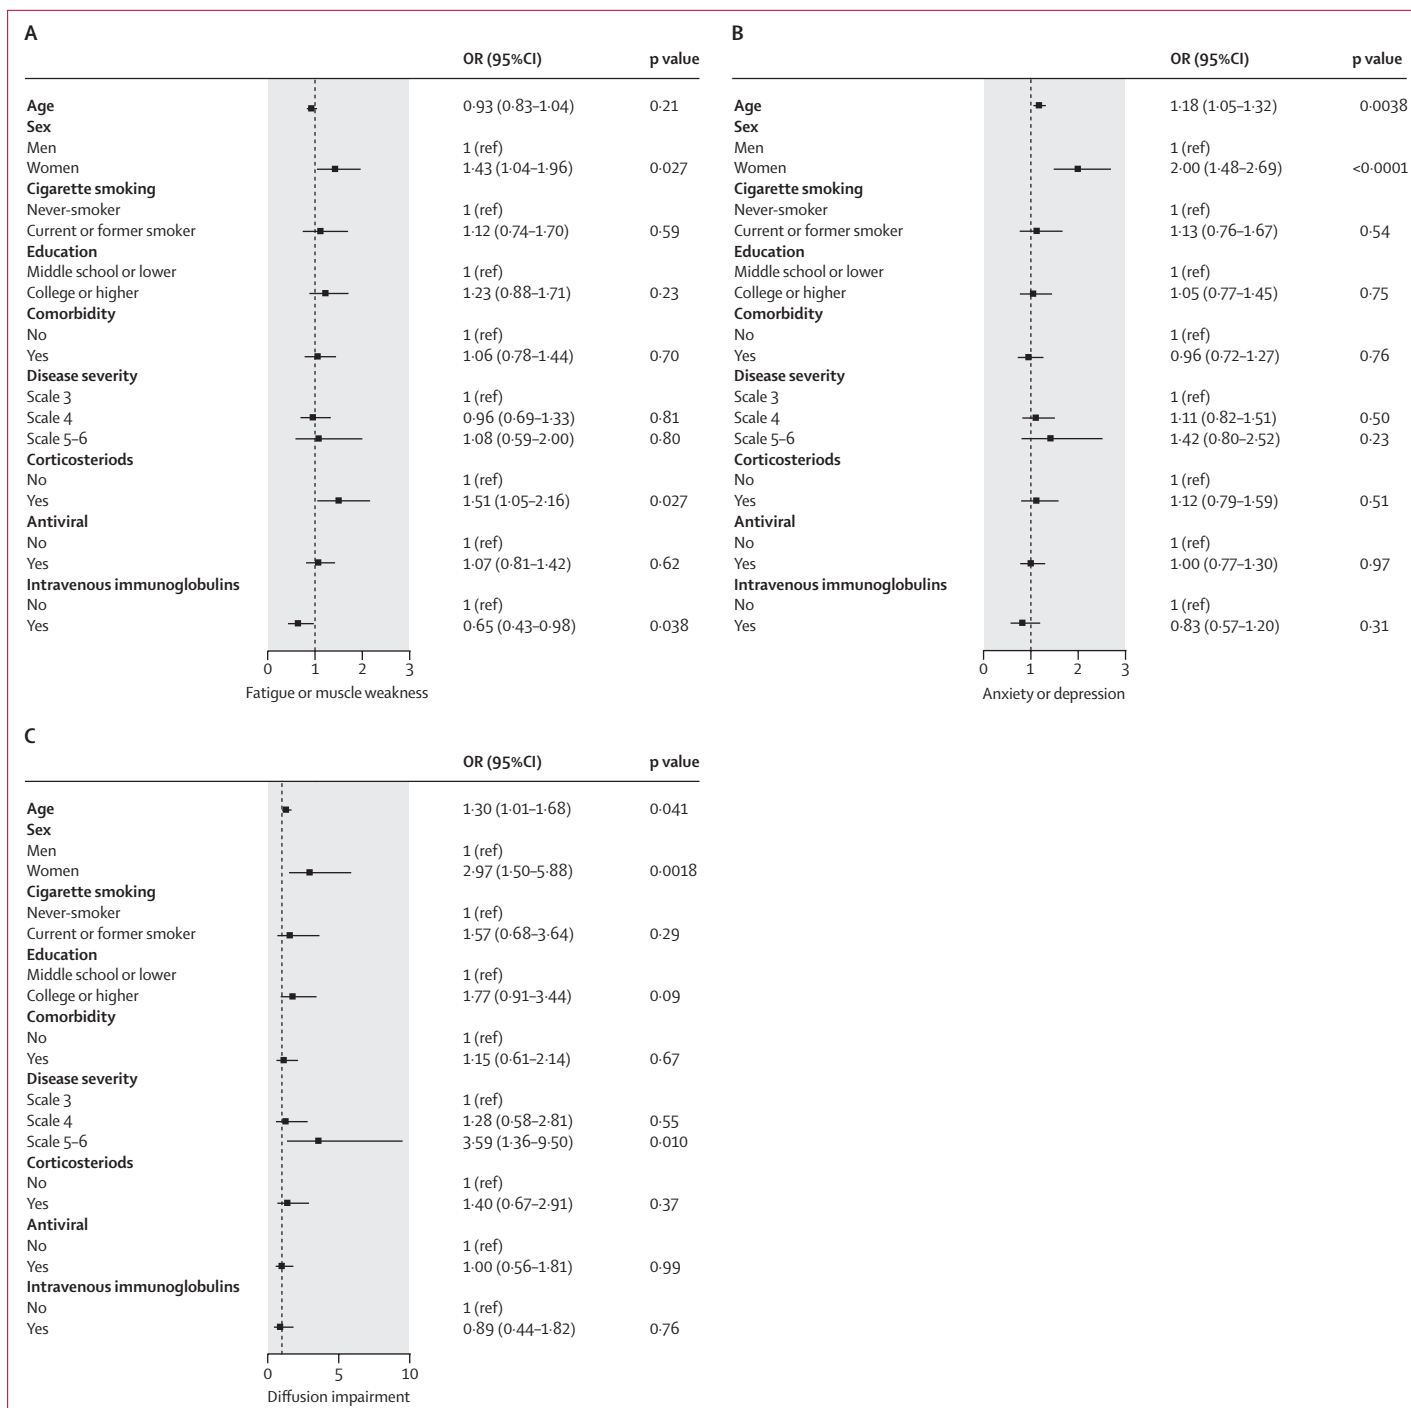 A
OR (95%CI) p value
Age 0·93 (0·83–1·04) 0·21
Sex
Men 1 (ref)
Women 1·43 (1·04–1·96) 0·027
Cigarette smoking
Never-smoker 1 (ref)
Current or former smoker 1·12 (0·74–1·70) 0·59
Education
Middle school or lower 1 (ref)
College or higher 1·23 (0·88–1·71) 0·23
Comorbidity
No 1 (ref)
Yes 1·06 (0·78–1·44) 0·70
Disease severity
Scale 3 1 (ref)
Scale 4 0·96 (0·69–1·33) 0·81
Scale 5–6 1·08 (0·59–2·00) 0·80
Corticosteriods
No 1 (ref)
Yes 1·51 (1·05–2·16) 0·027
Antiviral
No 1 (ref)
Yes 1·07 (0·81–1·42) 0·62
Intravenous immunoglobulins
No 1 (ref)
Yes 0·65 (0·43–0·98) 0·038
0 1 2 3
Fatigue or muscle weakness
B
OR (95%CI) p value
Age 1·18 (1·05–1·32) 0·0038
Sex
Men 1 (ref)
Women 2·00 (1·48–2·69) <0·0001
Cigarette smoking
Never-smoker 1 (ref)
Current or former smoker 1·13 (0·76–1·67) 0·54
Education
Middle school or lower 1 (ref)
College or higher 1·05 (0·77–1·45) 0·75
Comorbidity
No 1 (ref)
Yes 0·96 (0·72–1·27) 0·76
Disease severity
Scale 3 1 (ref)
Scale 4 1·11 (0·82–1·51) 0·50
Scale 5–6 1·42 (0·80–2·52) 0·23
Corticosteriods
No 1 (ref)
Yes 1·12 (0·79–1·59) 0·51
Antiviral
No 1 (ref)
Yes 1·00 (0·77–1·30) 0·97
Intravenous immunoglobulins
No 1 (ref)
Yes 0·83 (0·57–1·20) 0·31
0 1 2 3
Anxiety or depression
C
OR (95%CI) p value
Age 1·30 (1·01–1·68) 0·041
Sex
Men 1 (ref)
Women 2·97 (1·50–5·88) 0·0018
Cigarette smoking
Never-smoker 1 (ref)
Current or former smoker 1·57 (0·68–3·64) 0·29
Education
Middle school or lower 1 (ref)
College or higher 1·77 (0·91–3·44) 0·09
Comorbidity
No 1 (ref)
Yes 1·15 (0·61–2·14) 0·67
Disease severity
Scale 3 1 (ref)
Scale 4 1·28 (0·58–2·81) 0·55
Scale 5–6 3·59 (1·36–9·50) 0·010
Corticosteriods
No 1 (ref)
Yes 1·40 (0·67–2·91) 0·37
Antiviral
No 1 (ref)
Yes 1·00 (0·56–1·81) 0·99
Intravenous immunoglobulins
No 1 (ref)
Yes 0·89 (0·44–1·82) 0·76
0 5 10
Diffusion impairment